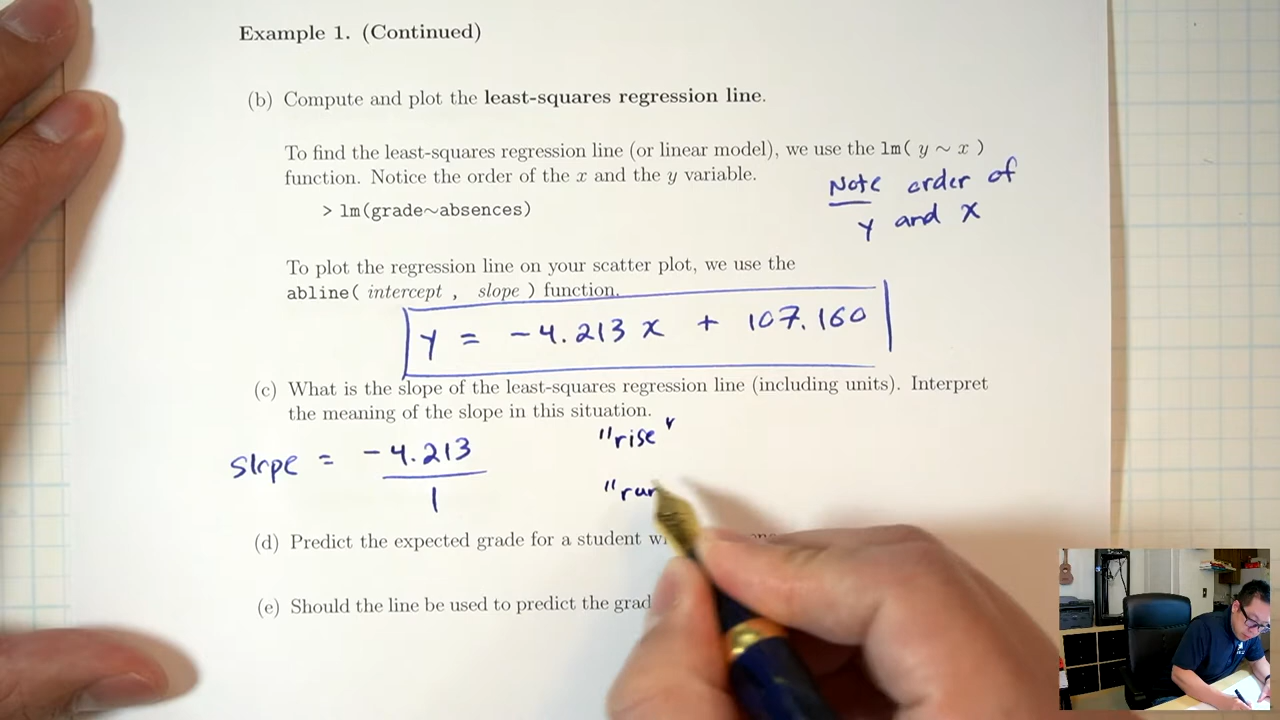 Example 1. (Continued)
(b) Compute and plot the least-squares regression line.
To find the least-squares regression line (or linear model), we use the lm( y ∼ x )
function. Notice the order of the x and the y variable.
Note order of
y and x
> lm(grade~absences)
To plot the regression line on your scatter plot, we use the
abline( intercept , slope ) function.
y = -4.213 x + 107.160
(c) What is the slope of the least-squares regression line (including units). Interpret
the meaning of the slope in this situation.
slope = -4.213
1
"rise"
"run
(d) Predict the expected grade for a student
(e) Should the line be used to predict the